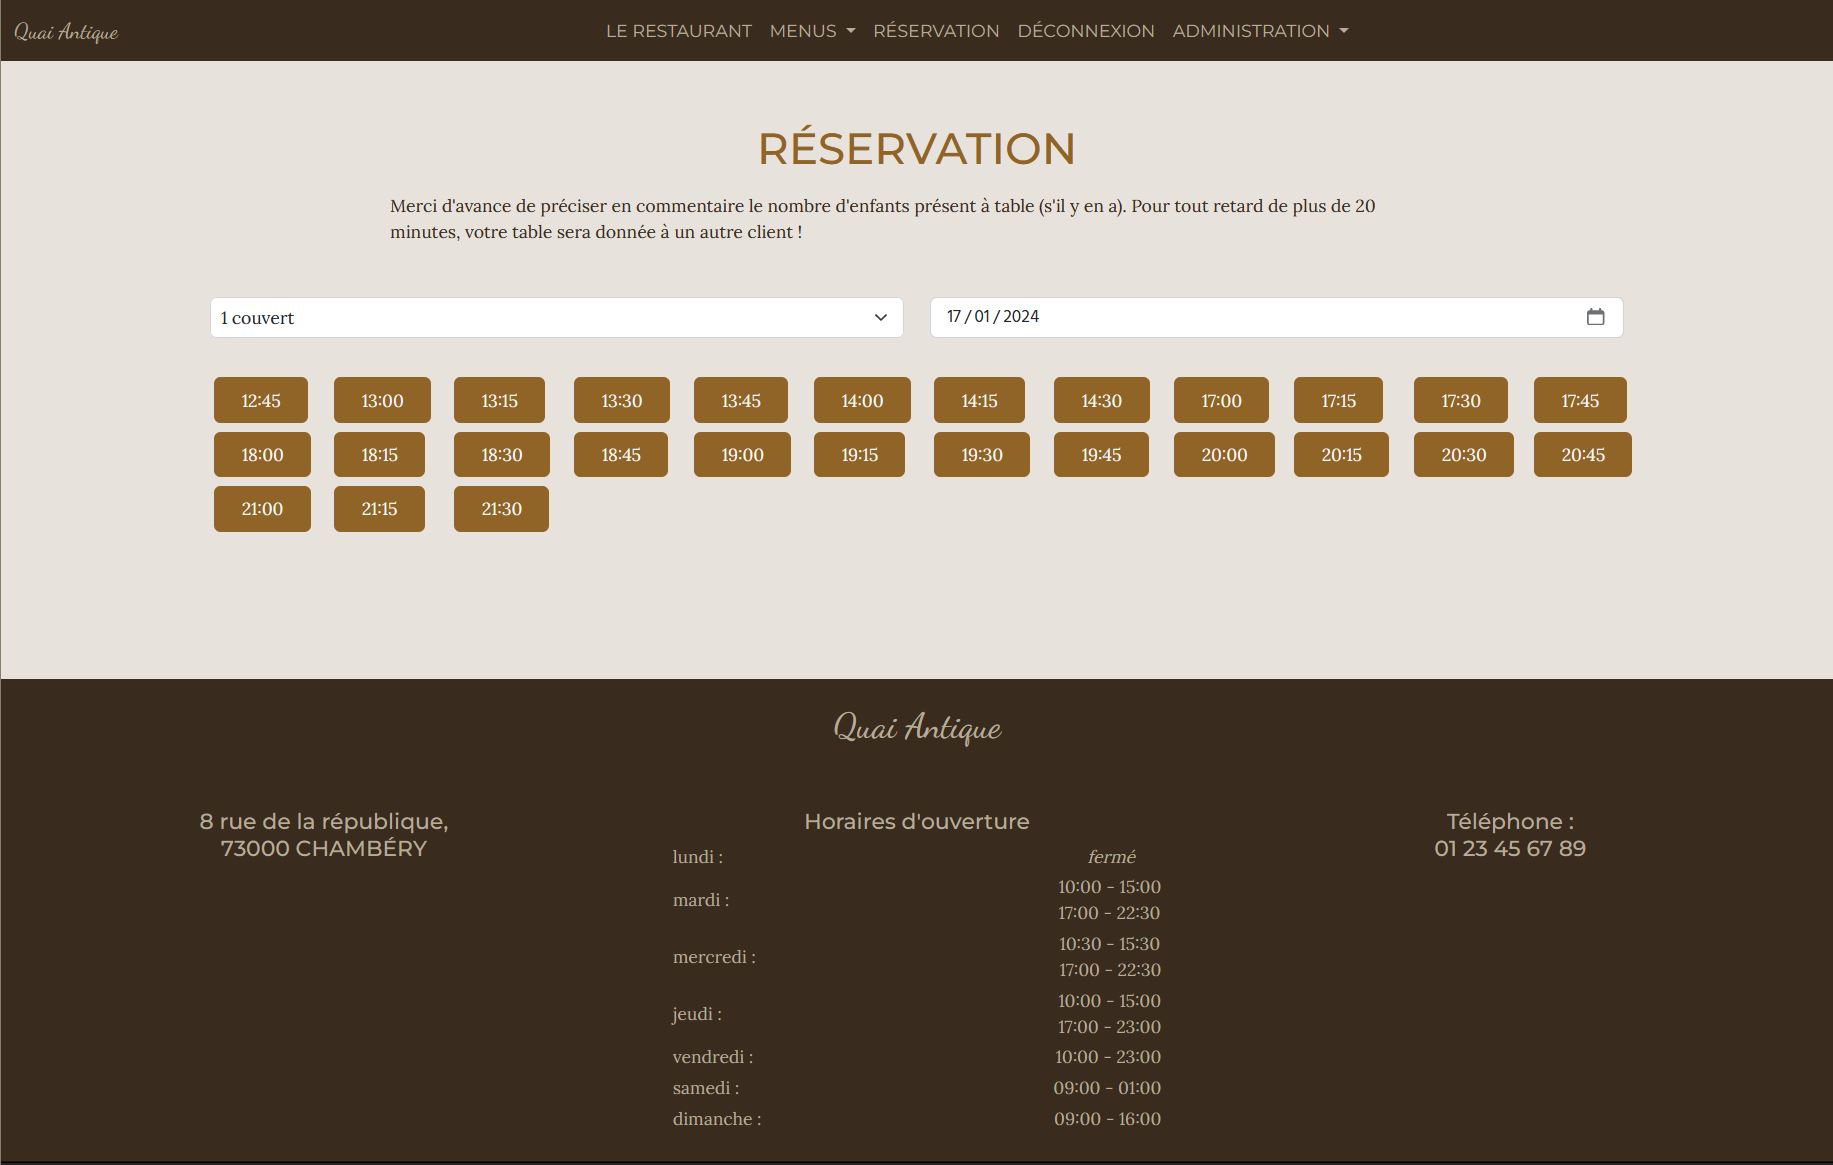 Quai Antique LE RESTAURANT MENUS RÉSERVATION DÉCONNEXION ADMINISTRATION
RÉSERVATION
Merci d'avance de préciser en commentaire le nombre d'enfants présent à table (s'il y en a). Pour tout retard de plus de 20
minutes, votre table sera donnée à un autre client !
1 couvert 17 / 01 / 2024
12:45 13:00 13:15 13:30 13:45 14:00 14:15 14:30 17:00 17:15 17:30 17:45
18:00 18:15 18:30 18:45 19:00 19:15 19:30 19:45 20:00 20:15 20:30 20:45
21:00 21:15 21:30
Quai Antique
8 rue de la république,
73000 CHAMBÉRY
Horaires d'ouverture
lundi : fermé
mardi : 10:00 - 15:00
17:00 - 22:30
mercredi : 10:30 - 15:30
17:00 - 22:30
jeudi : 10:00 - 15:00
17:00 - 23:00
vendredi : 10:00 - 23:00
samedi : 09:00 - 01:00
dimanche : 09:00 - 16:00
Téléphone :
01 23 45 67 89